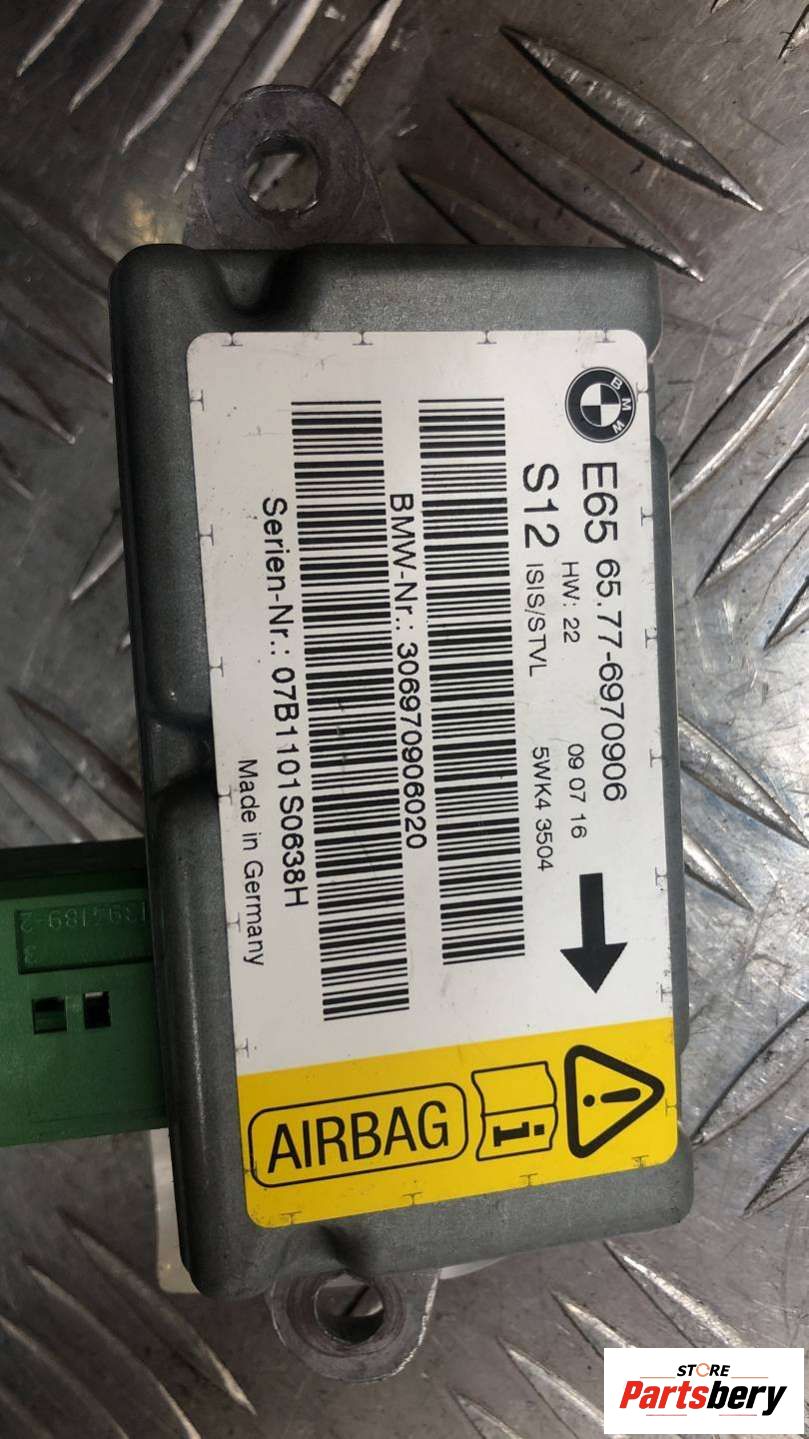 BMW
E65 65.77-6970906
HW: 22 09 07 16
S12 ISIS/STVL 5WK4 3504
BMW-Nr.: 306970906020
Serien-Nr.: 07B1101S0638H
Made in Germany
AIRBAG
i
STORE
Partsbery